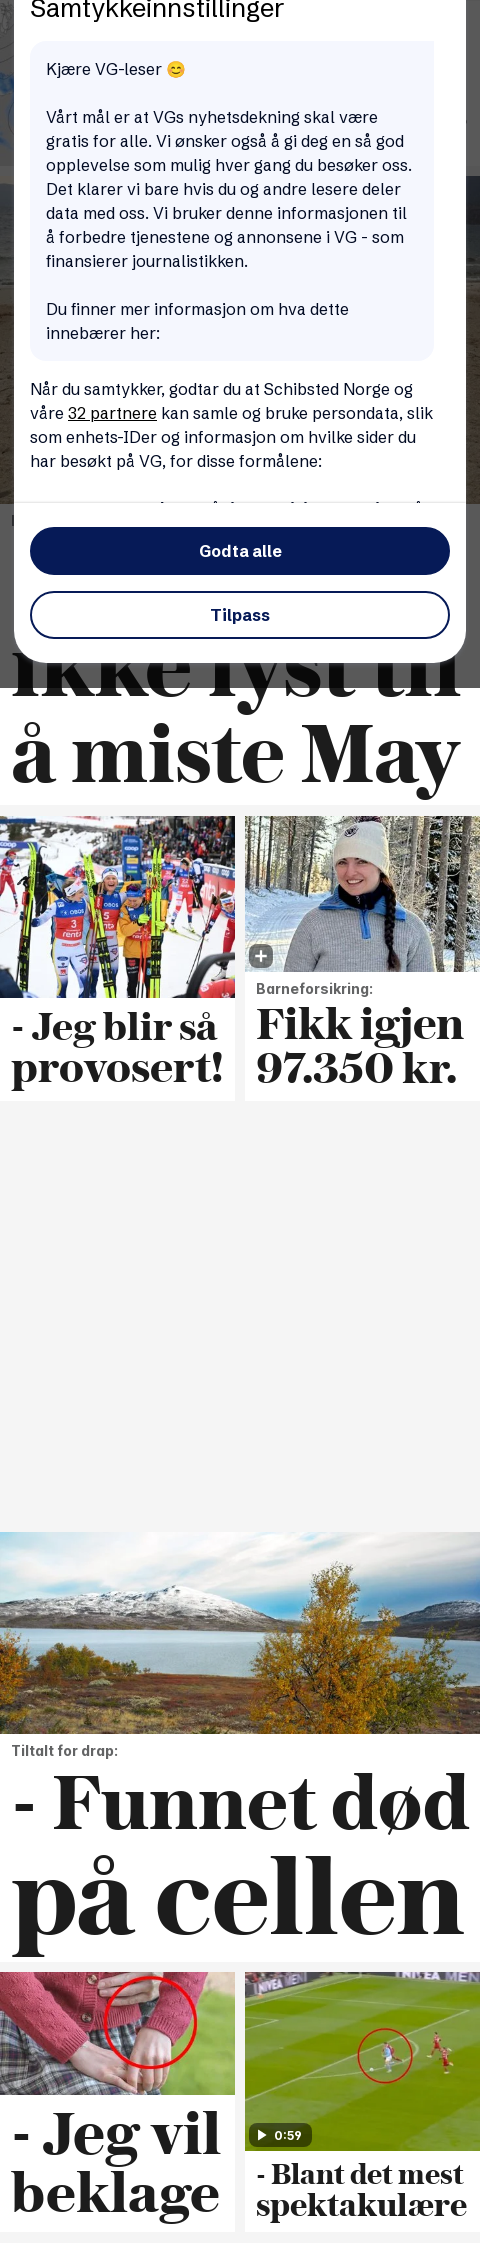 Samtykkeinnstillinger
Kjære VG-leser 😊
Vårt mål er at VGs nyhetsdekning skal være
gratis for alle. Vi ønsker også å gi deg en så god
opplevelse som mulig hver gang du besøker oss.
Det klarer vi bare hvis du og andre lesere deler
data med oss. Vi bruker denne informasjonen til
å forbedre tjenestene og annonsene i VG - som
finansierer journalistikken.
Du finner mer informasjon om hva dette
innebærer her:
Når du samtykker, godtar du at Schibsted Norge og
våre 32 partnere kan samle og bruke persondata, slik
som enhets-IDer og informasjon om hvilke sider du
har besøkt på VG, for disse formålene:
Godta alle
Tilpass
ikke lyst til
å miste May
- Jeg blir så
provosert!
Barneforsikring:
Fikk igjen
97.350 kr.
Tiltalt for drap:
- Funnet død
på cellen
- Jeg vil
beklage
0:59
- Blant det mest
spektakulære